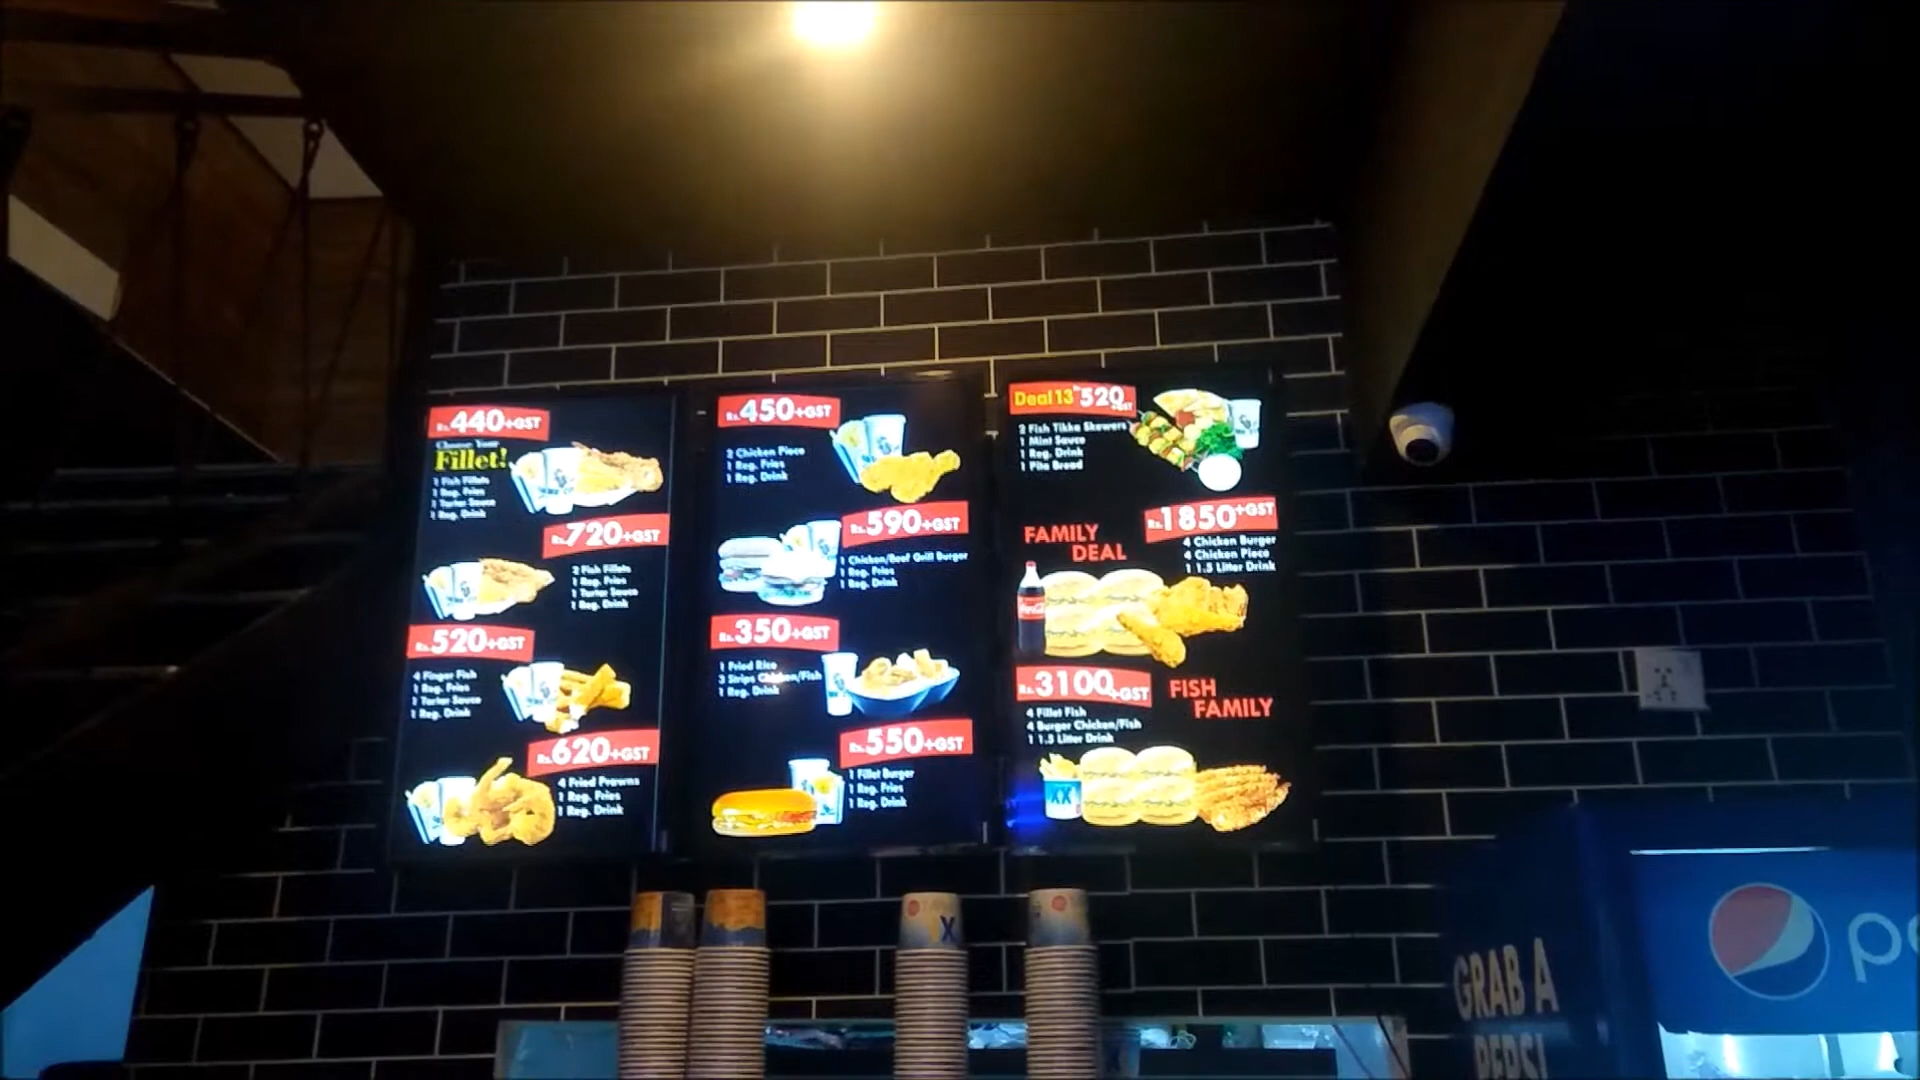 Rs.440+GST
Choose Your
Fillet!
1 Fish Fillets
1 Reg. Fries
1 Tartar Sauce
1 Reg. Drink
Rs.720+GST
2 Fish Fillets
1 Reg. Fries
1 Tartar Sauce
1 Reg. Drink
Rs.520+GST
4 Finger Fish
1 Reg. Fries
1 Tartar Sauce
1 Reg. Drink
Rs.620+GST
4 Fried Prawns
1 Reg. Fries
1 Reg. Drink
Rs.450+GST
2 Chicken Piece
1 Reg. Fries
1 Reg. Drink
Rs.590+GST
1 Chicken/Beef Grill Burger
1 Reg. Fries
1 Reg. Drink
Rs.350+GST
1 Fried Rice
3 Strips Chicken/Fish
1 Reg. Drink
Rs.550+GST
1 Fillet Burger
1 Reg. Fries
1 Reg. Drink
Deal 13 Rs.520+GST
2 Fish Tikka Skewers
1 Mint Sauce
1 Reg. Drink
1 Pita Bread
FAMILY
DEAL
Rs.1850+GST
4 Chicken Burger
4 Chicken Piece
1 1.5 Litter Drink
Rs.3100+GST
FISH
FAMILY
4 Fillet Fish
4 Burger Chicken/Fish
1 1.5 Litter Drink
GRAB A
PEPSI
pe